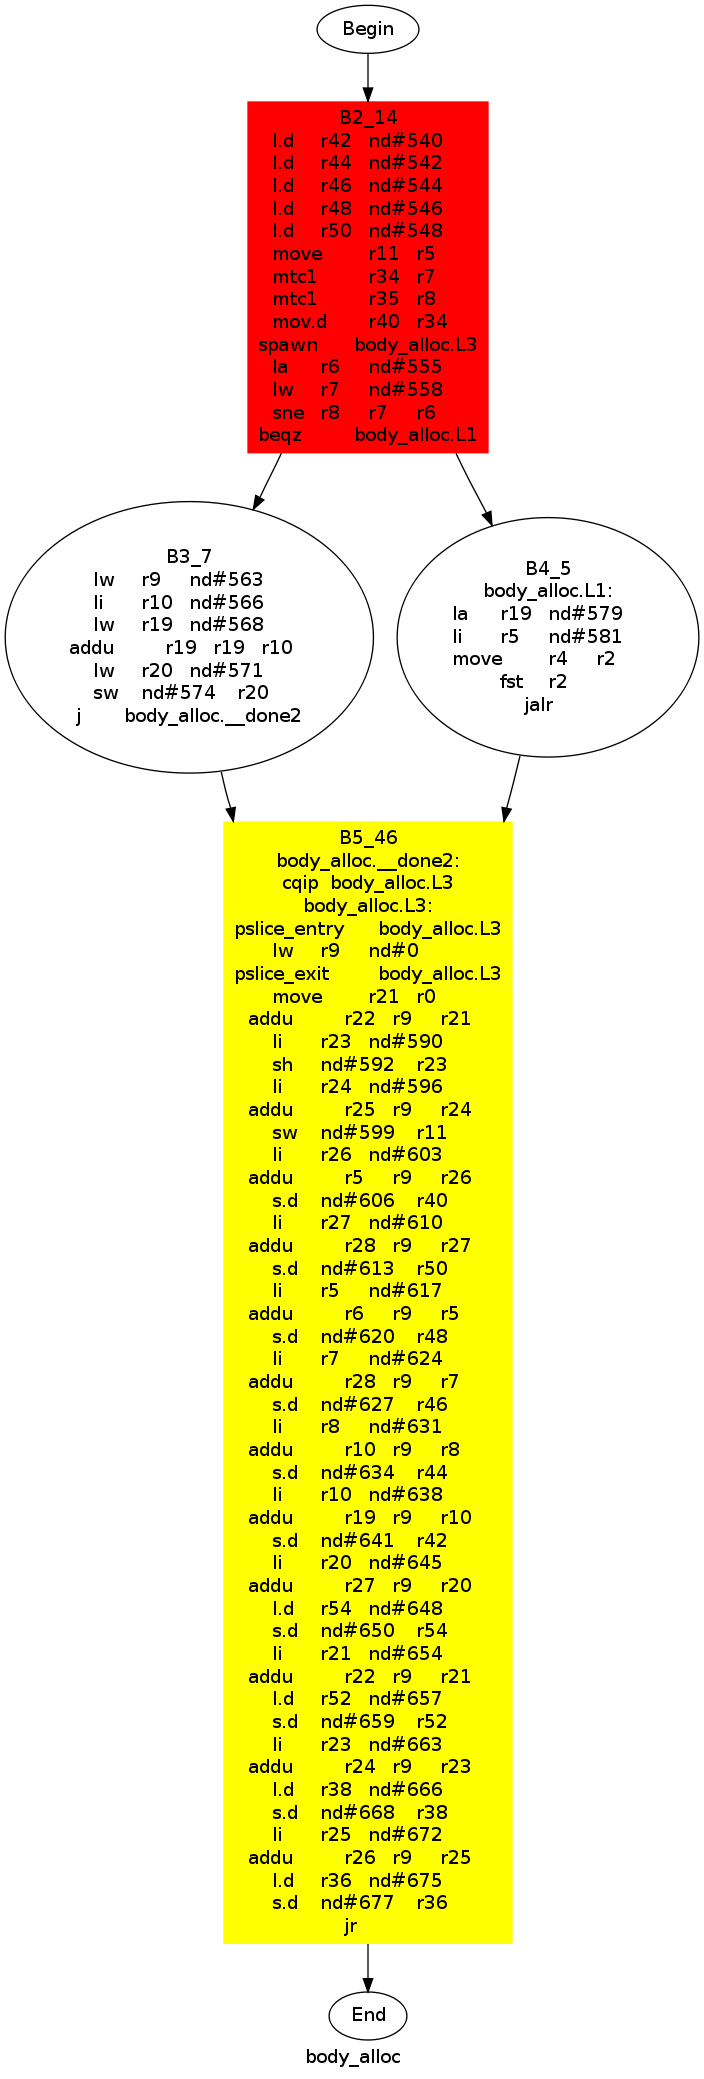 Begin
B2_14
l.d r42 nd#540
l.d r44 nd#542
l.d r46 nd#544
l.d r48 nd#546
l.d r50 nd#548
move r11 r5
mtc1 r34 r7
mtc1 r35 r8
mov.d r40 r34
spawn body_alloc.L3
la r6 nd#555
lw r7 nd#558
sne r8 r7 r6
beqz body_alloc.L1
B3_7
lw r9 nd#563
li r10 nd#566
lw r19 nd#568
addu r19 r19 r10
lw r20 nd#571
sw nd#574 r20
j body_alloc.__done2
B4_5
body_alloc.L1:
la r19 nd#579
li r5 nd#581
move r4 r2
fst r2
jalr
B5_46
body_alloc.__done2:
cqip body_alloc.L3
body_alloc.L3:
pslice_entry body_alloc.L3
lw r9 nd#0
pslice_exit body_alloc.L3
move r21 r0
addu r22 r9 r21
li r23 nd#590
sh nd#592 r23
li r24 nd#596
addu r25 r9 r24
sw nd#599 r11
li r26 nd#603
addu r5 r9 r26
s.d nd#606 r40
li r27 nd#610
addu r28 r9 r27
s.d nd#613 r50
li r5 nd#617
addu r6 r9 r5
s.d nd#620 r48
li r7 nd#624
addu r28 r9 r7
s.d nd#627 r46
li r8 nd#631
addu r10 r9 r8
s.d nd#634 r44
li r10 nd#638
addu r19 r9 r10
s.d nd#641 r42
li r20 nd#645
addu r27 r9 r20
l.d r54 nd#648
s.d nd#650 r54
li r21 nd#654
addu r22 r9 r21
l.d r52 nd#657
s.d nd#659 r52
li r23 nd#663
addu r24 r9 r23
l.d r38 nd#666
s.d nd#668 r38
li r25 nd#672
addu r26 r9 r25
l.d r36 nd#675
s.d nd#677 r36
jr
End
body_alloc